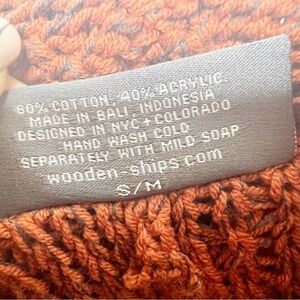 60% COTTON, 40% ACRYLIC
MADE IN BALI, INDONESIA
DESIGNED IN NYC + COLORADO
HAND WASH COLD
SEPARATELY WITH MILD SOAP
wooden-ships.com
S/M